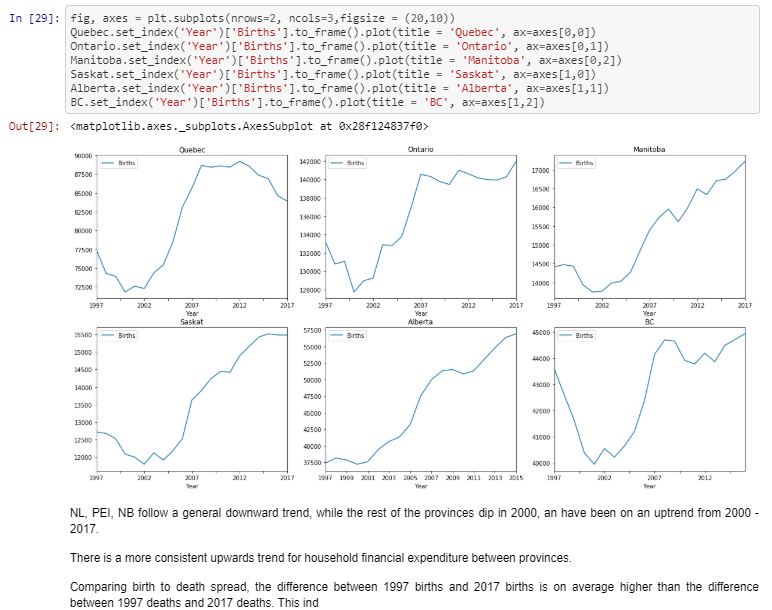 In [29]: fig, axes = plt.subplots(nrows=2, ncols=3,figsize = (20,10))
Quebec.set_index('Year')['Births'].to_frame().plot(title = 'Quebec', ax=axes[0,0])
Ontario.set_index('Year')['Births'].to_frame().plot(title = 'Ontario', ax=axes[0,1])
Manitoba.set_index('Year')['Births'].to_frame().plot(title = 'Manitoba', ax=axes[0,2])
Saskat.set_index('Year')['Births'].to_frame().plot(title = 'Saskat', ax=axes[1,0])
Alberta.set_index('Year')['Births'].to_frame().plot(title = 'Alberta', ax=axes[1,1])
BC.set_index('Year')['Births'].to_frame().plot(title = 'BC', ax=axes[1,2])
Out[29]: <matplotlib.axes._subplots.AxesSubplot at 0x28f124837f0>
Quebec
Births
90000
87500
85000
82500
80000
77500
75000
72500
1997 2002 2007 2012 2017
Year
Ontario
Births
142000
140000
138000
136000
134000
132000
130000
128000
1997 2002 2007 2012 2017
Year
Manitoba
Births
17000
16500
16000
15500
15000
14500
14000
1997 2002 2007 2012 2017
Year
Saskat
Births
15500
15000
14500
14000
13500
13000
12500
12000
1997 2002 2007 2012 2017
Year
Alberta
Births
57500
55000
52500
50000
47500
45000
42500
40000
37500
1997 1999 2001 2003 2005 2007 2009 2011 2013 2015
Year
BC
Births
45000
44000
43000
42000
41000
40000
1997 2002 2007 2012
Year
NL, PEI, NB follow a general downward trend, while the rest of the provinces dip in 2000, an have been on an uptrend from 2000 -
2017.
There is a more consistent upwards trend for household financial expenditure between provinces.
Comparing birth to death spread, the difference between 1997 births and 2017 births is on average higher than the difference
between 1997 deaths and 2017 deaths. This ind